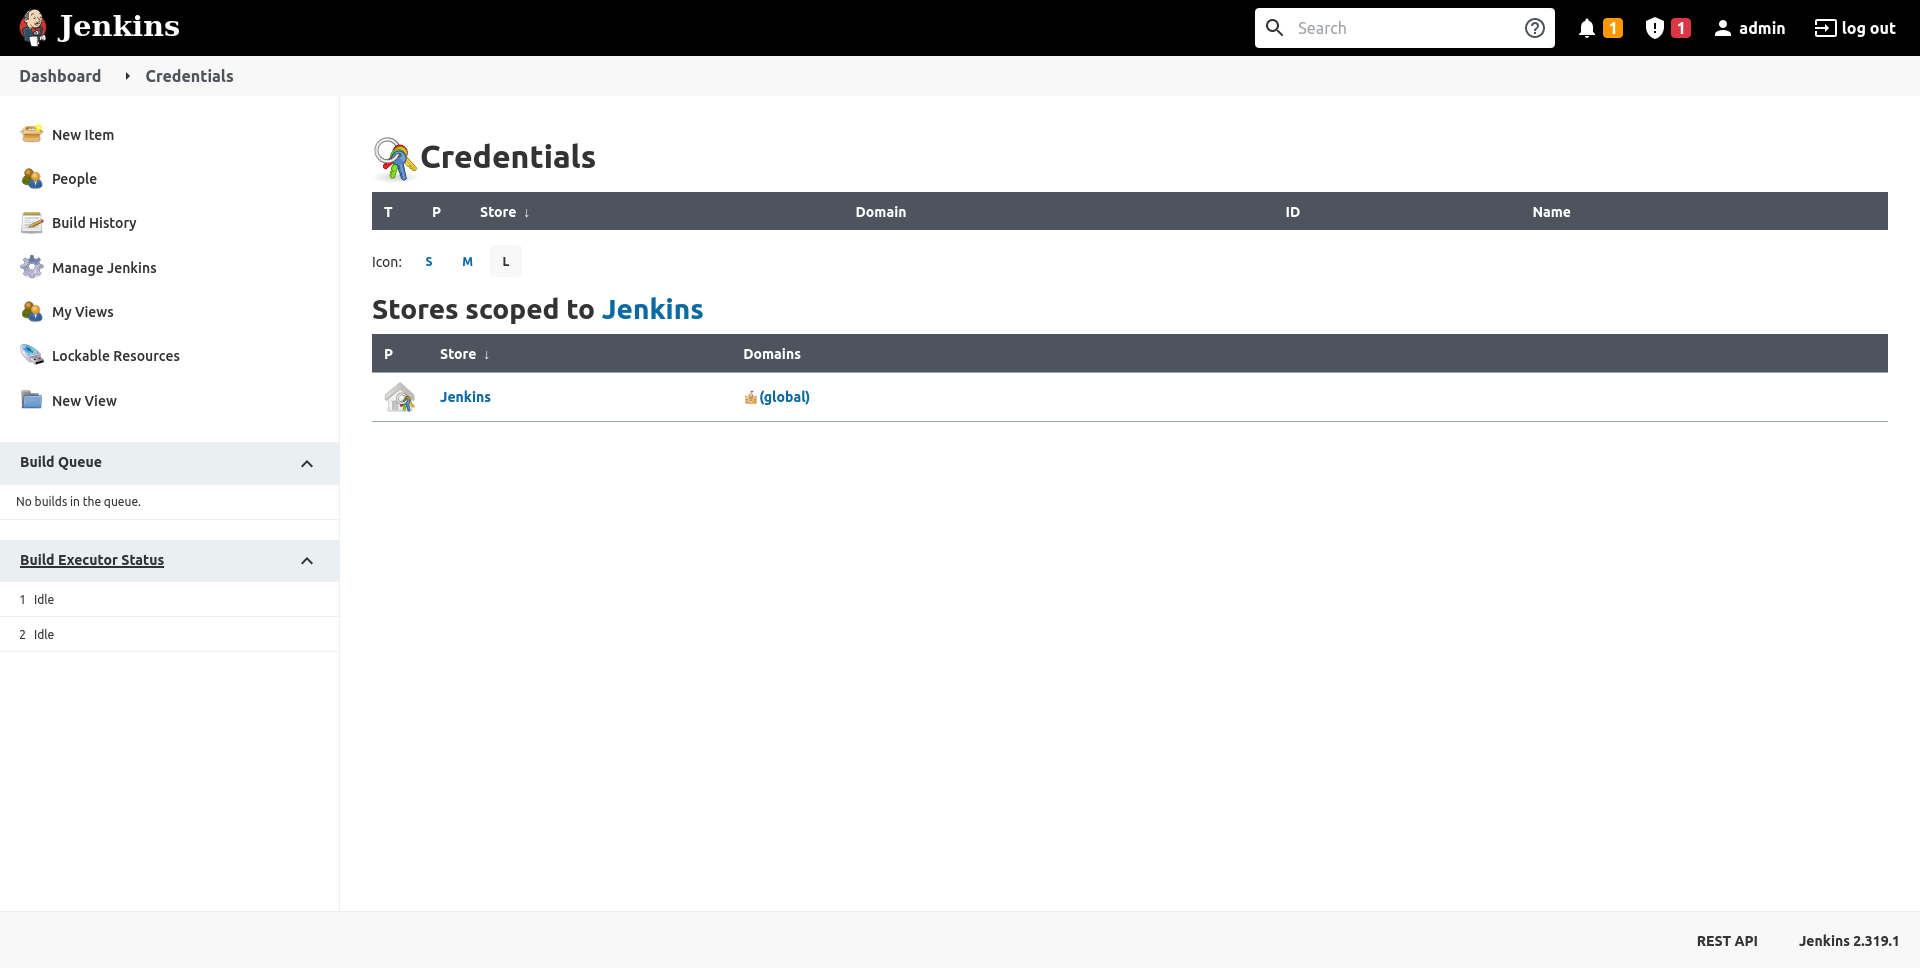 Jenkins
Search
1
1
admin
log out
Dashboard
Credentials
New Item
People
Build History
Manage Jenkins
My Views
Lockable Resources
New View
Build Queue
No builds in the queue.
Build Executor Status
1 Idle
2 Idle
Credentials
T P Store ↓ Domain ID Name
Icon: S M L
Stores scoped to Jenkins
P Store ↓ Domains
Jenkins (global)
REST API
Jenkins 2.319.1